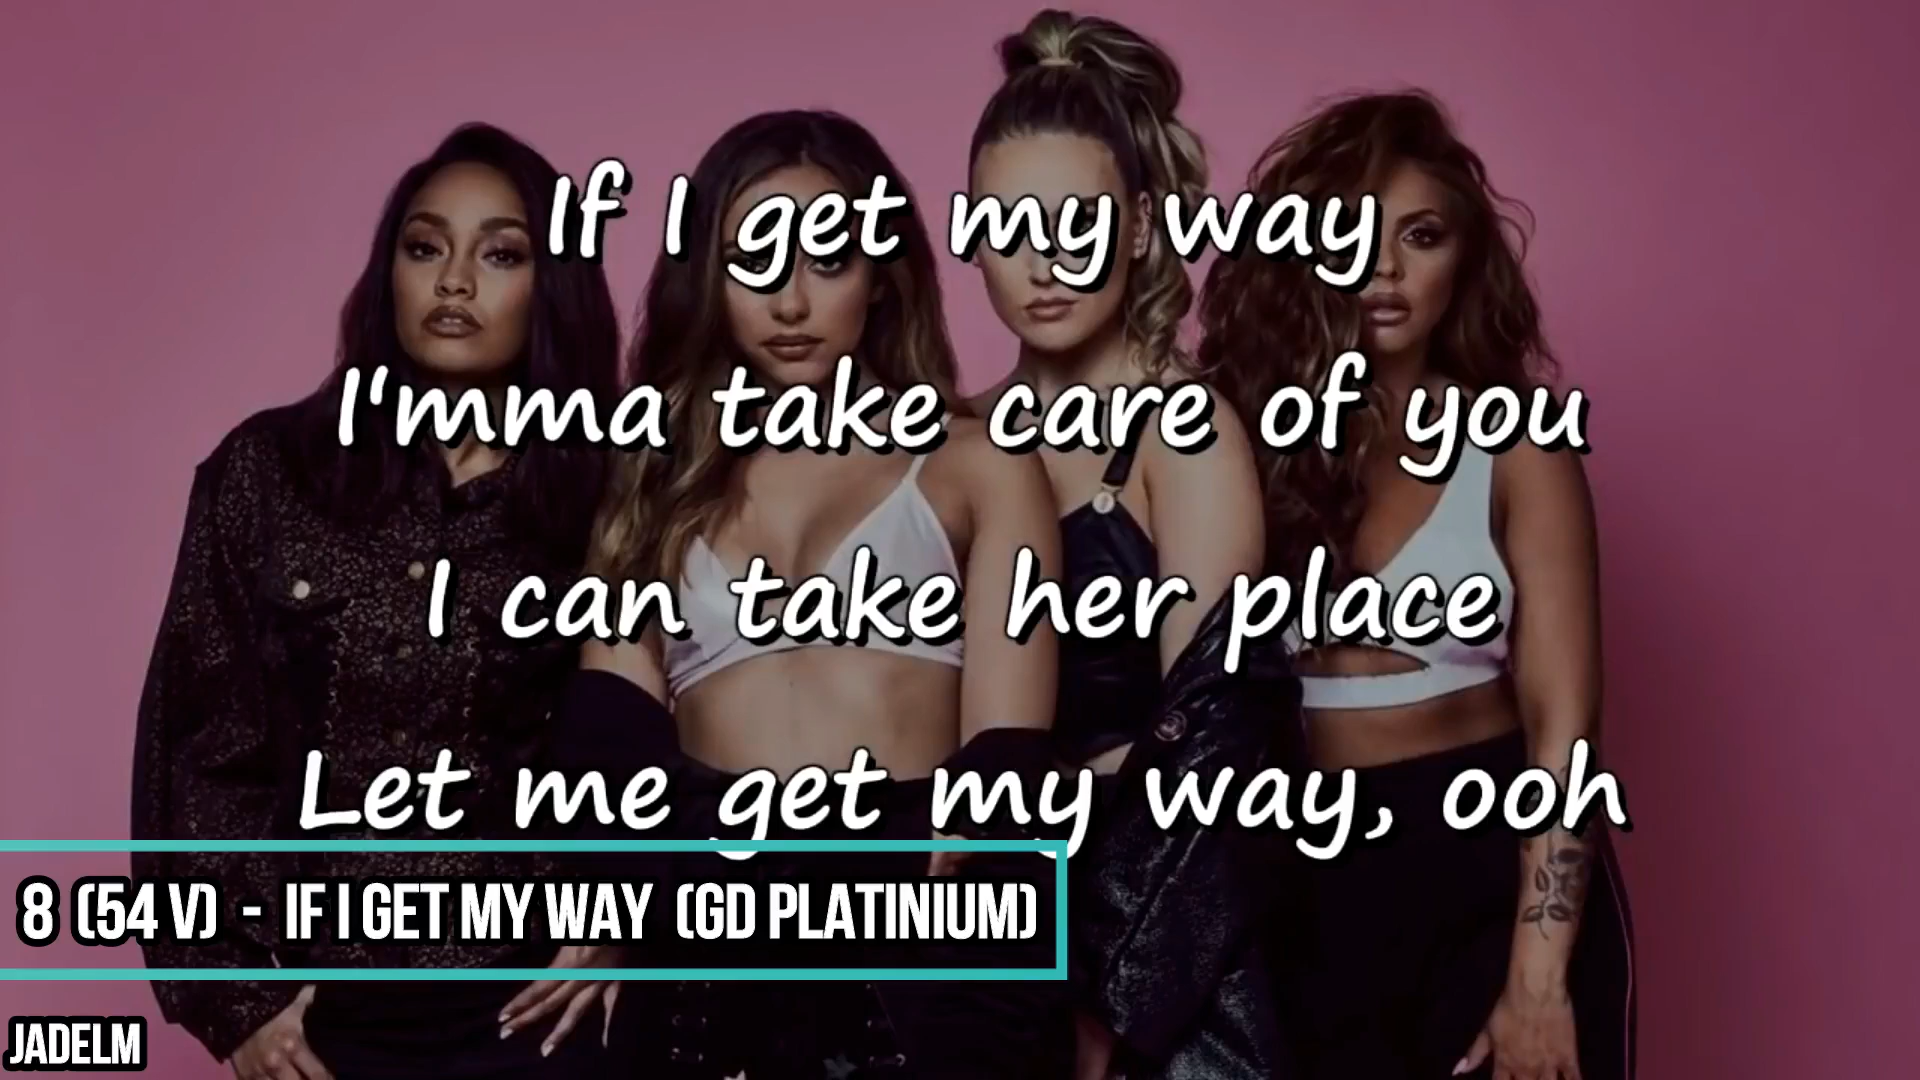 If I get my way
I'mma take care of you
I can take her place
Let me get my way, ooh
8 (54 V) - IF I GET MY WAY (GD PLATINIUM)
JADELM